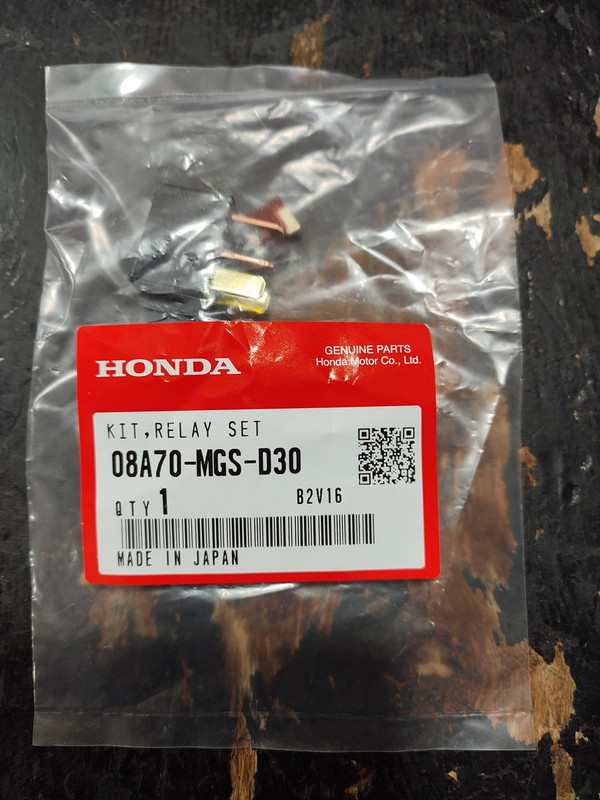 HONDA
GENUINE PARTS
Honda Motor Co., Ltd.
KIT,RELAY SET
08A70-MGS-D30
QTY 1
B2V16
MADE IN JAPAN